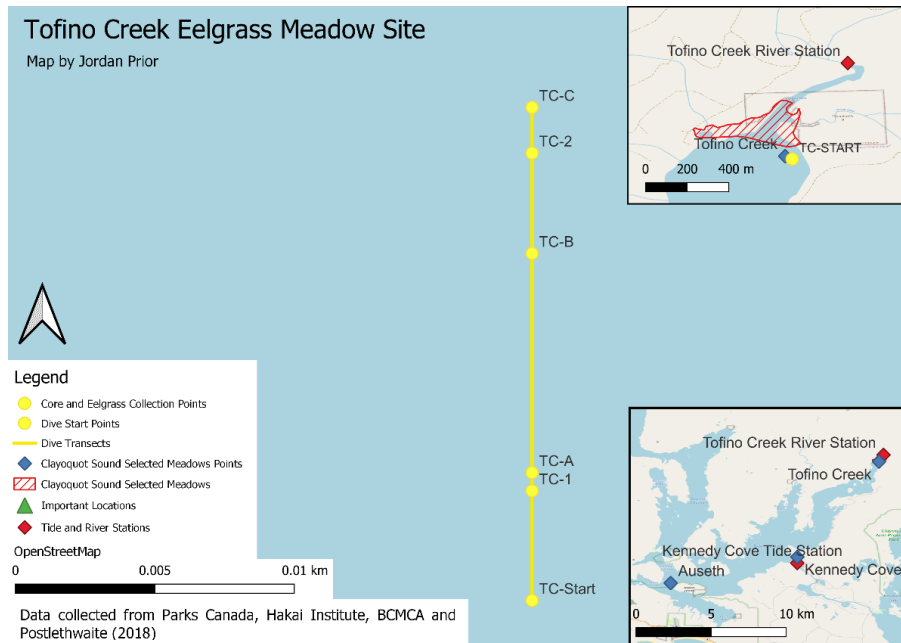 Tofino Creek Eelgrass Meadow Site
Map by Jordan Prior
TC-C
TC-2
TC-B
TC-A
TC-1
TC-Start
Tofino Creek River Station
Tofino Creek
TC-START
0 200 400 m
Legend
Core and Eelgrass Collection Points
Dive Start Points
Dive Transects
Clayoquot Sound Selected Meadows Points
Clayoquot Sound Selected Meadows
Important Locations
Tide and River Stations
OpenStreetMap
0 0.005 0.01 km
Data collected from Parks Canada, Hakai Institute, BCMCA and
Postlethwaite (2018)
Tofino Creek River Station
Tofino Creek
Kennedy Cove Tide Station
Kennedy Cove
Auseth
0 5 10 km